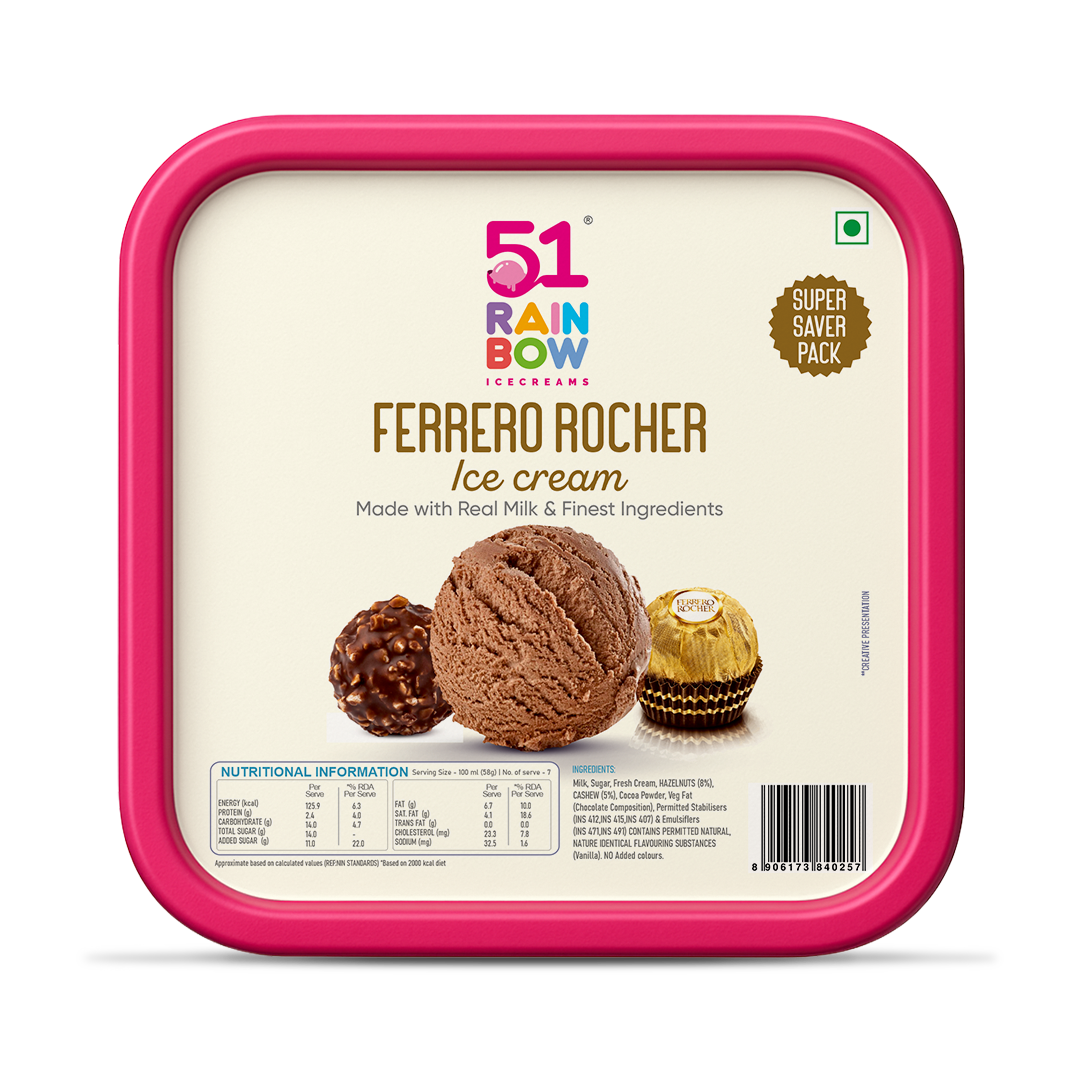 51®
RAIN
BOW
ICECREAMS
SUPER
SAVER
PACK
FERRERO ROCHER
Ice cream
Made with Real Milk & Finest Ingredients
FERRERO
ROCHER
**CREATIVE PRESENTATION
NUTRITIONAL INFORMATION Serving Size - 100 ml (58g) | No. of serve - 7
Per Serve *% RDA Per Serve
ENERGY (kcal) 125.9 6.3
PROTEIN (g) 2.4 4.0
CARBOHYDRATE (g) 14.0 4.7
TOTAL SUGAR (g) 14.0 -
ADDED SUGAR (g) 11.0 22.0
Per Serve *% RDA Per Serve
FAT (g) 6.7 10.0
SAT. FAT (g) 4.1 18.6
TRANS FAT (g) 0.0 0.0
CHOLESTEROL (mg) 23.3 7.8
SODIUM (mg) 32.5 1.6
Approximate based on calculated values (REF:NIN STANDARDS) *Based on 2000 kcal diet
INGREDIENTS:
Milk, Sugar, Fresh Cream, HAZELNUTS (8%),
CASHEW (5%), Cocoa Powder, Veg Fat
(Chocolate Composition), Permitted Stabilisers
(INS 412,INS 415,INS 407) & Emulsiflers
(INS 471,INS 491) CONTAINS PERMITTED NATURAL,
NATURE IDENTICAL FLAVOURING SUBSTANCES
(Vanilla). NO Added colours.
8 906173 840257